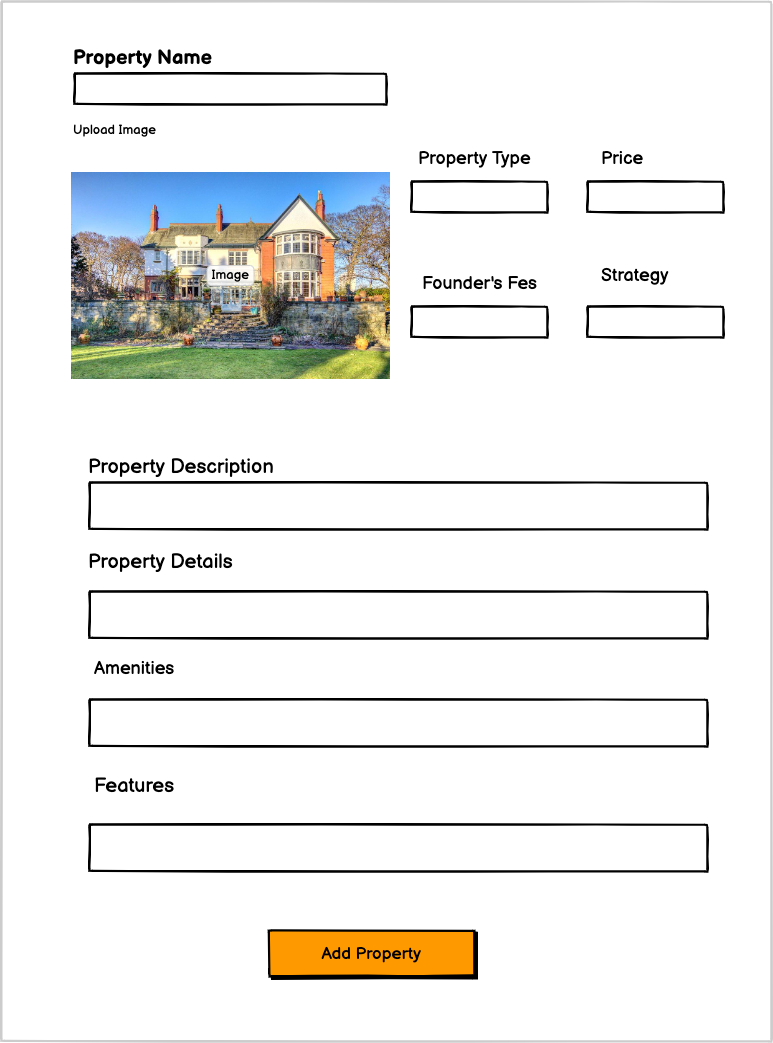 Property Name
Upload Image
Property Type
Price
Image
Founder's Fes
Strategy
Property Description
Property Details
Amenities
Features
Add Property